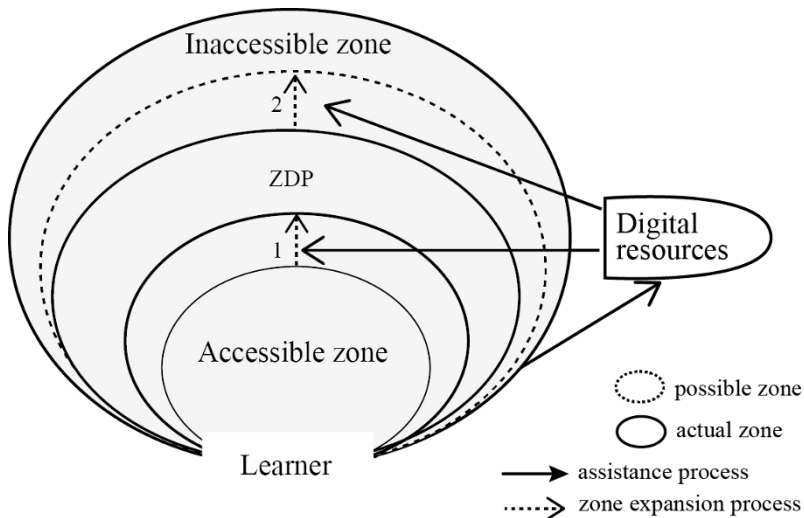 Inaccessible zone
2
ZDP
Digital
resources
1
Accessible zone
Learner
possible zone
actual zone
assistance process
zone expansion process